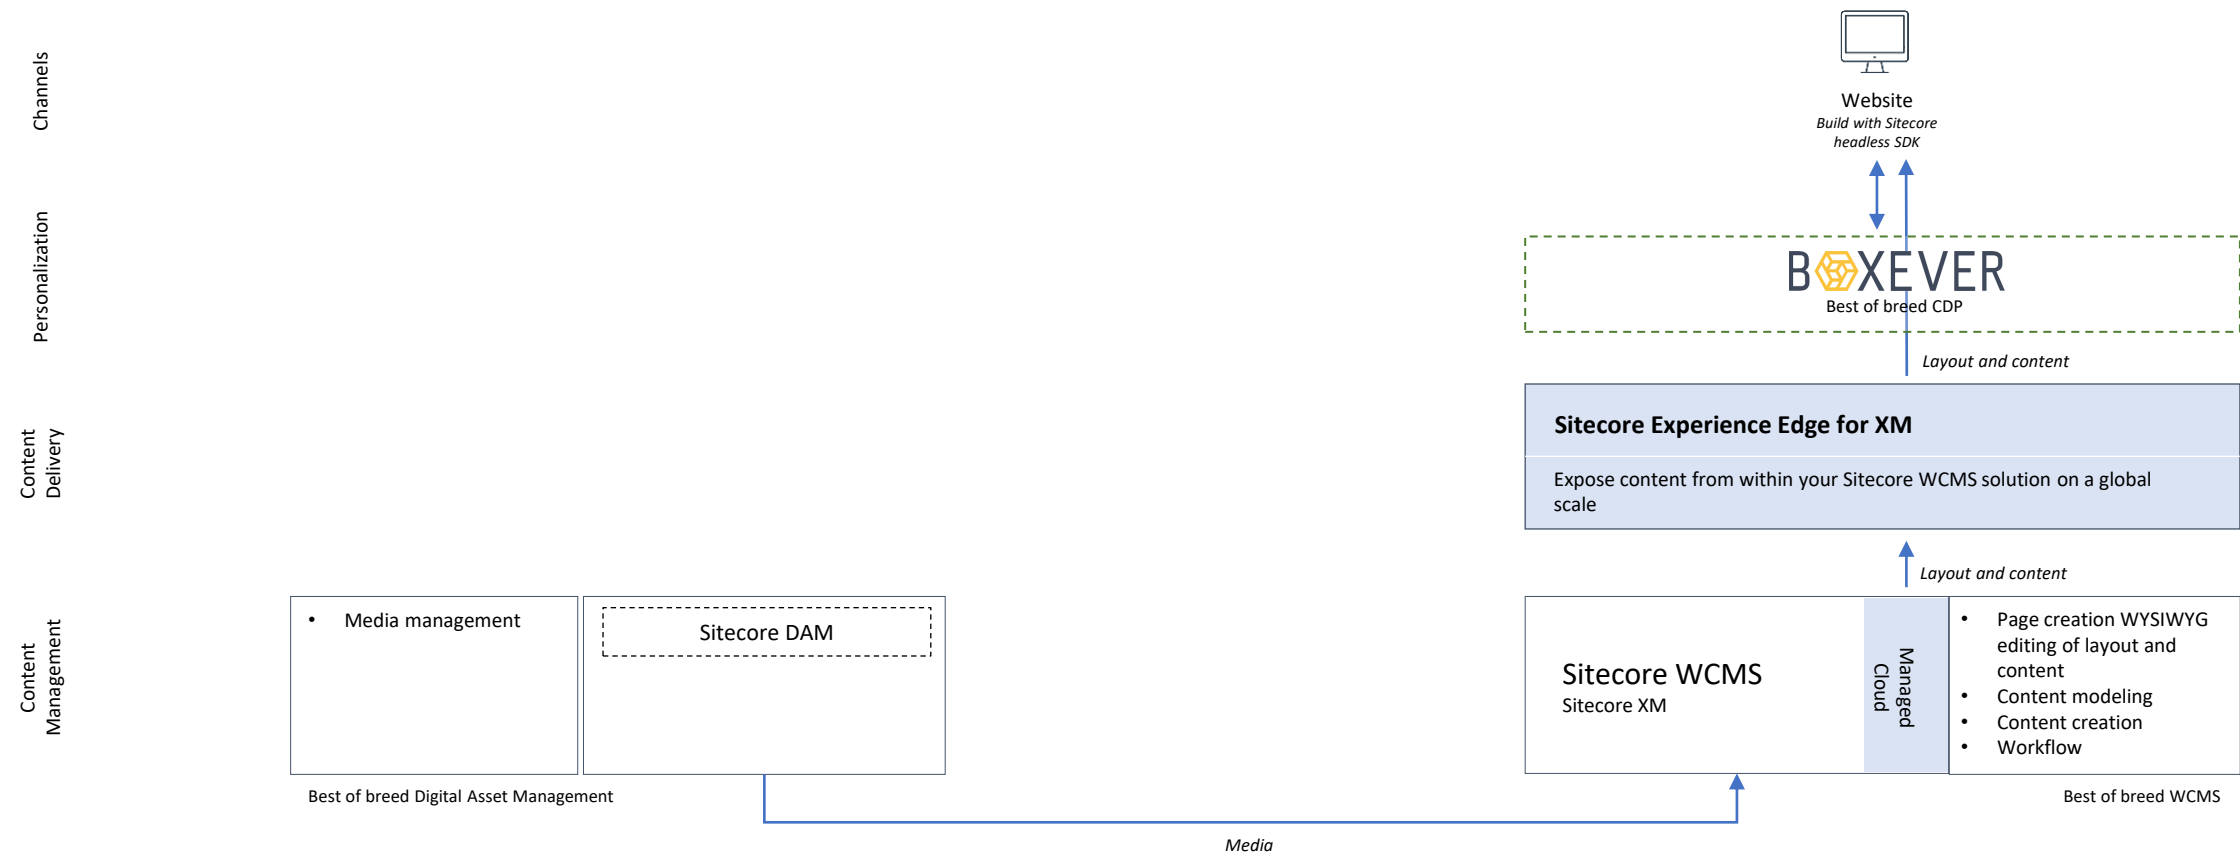 Channels
Website
Build with Sitecore
headless SDK
Personalization
BOXEVER
Best of breed CDP
Layout and content
Content
Delivery
Sitecore Experience Edge for XM
Expose content from within your Sitecore WCMS solution on a global
scale
Layout and content
Content
Management
• Media management
Sitecore DAM
Best of breed Digital Asset Management
Sitecore WCMS
Sitecore XM
Managed
Cloud
• Page creation WYSIWYG
editing of layout and
content
• Content modeling
• Content creation
• Workflow
Best of breed WCMS
Media